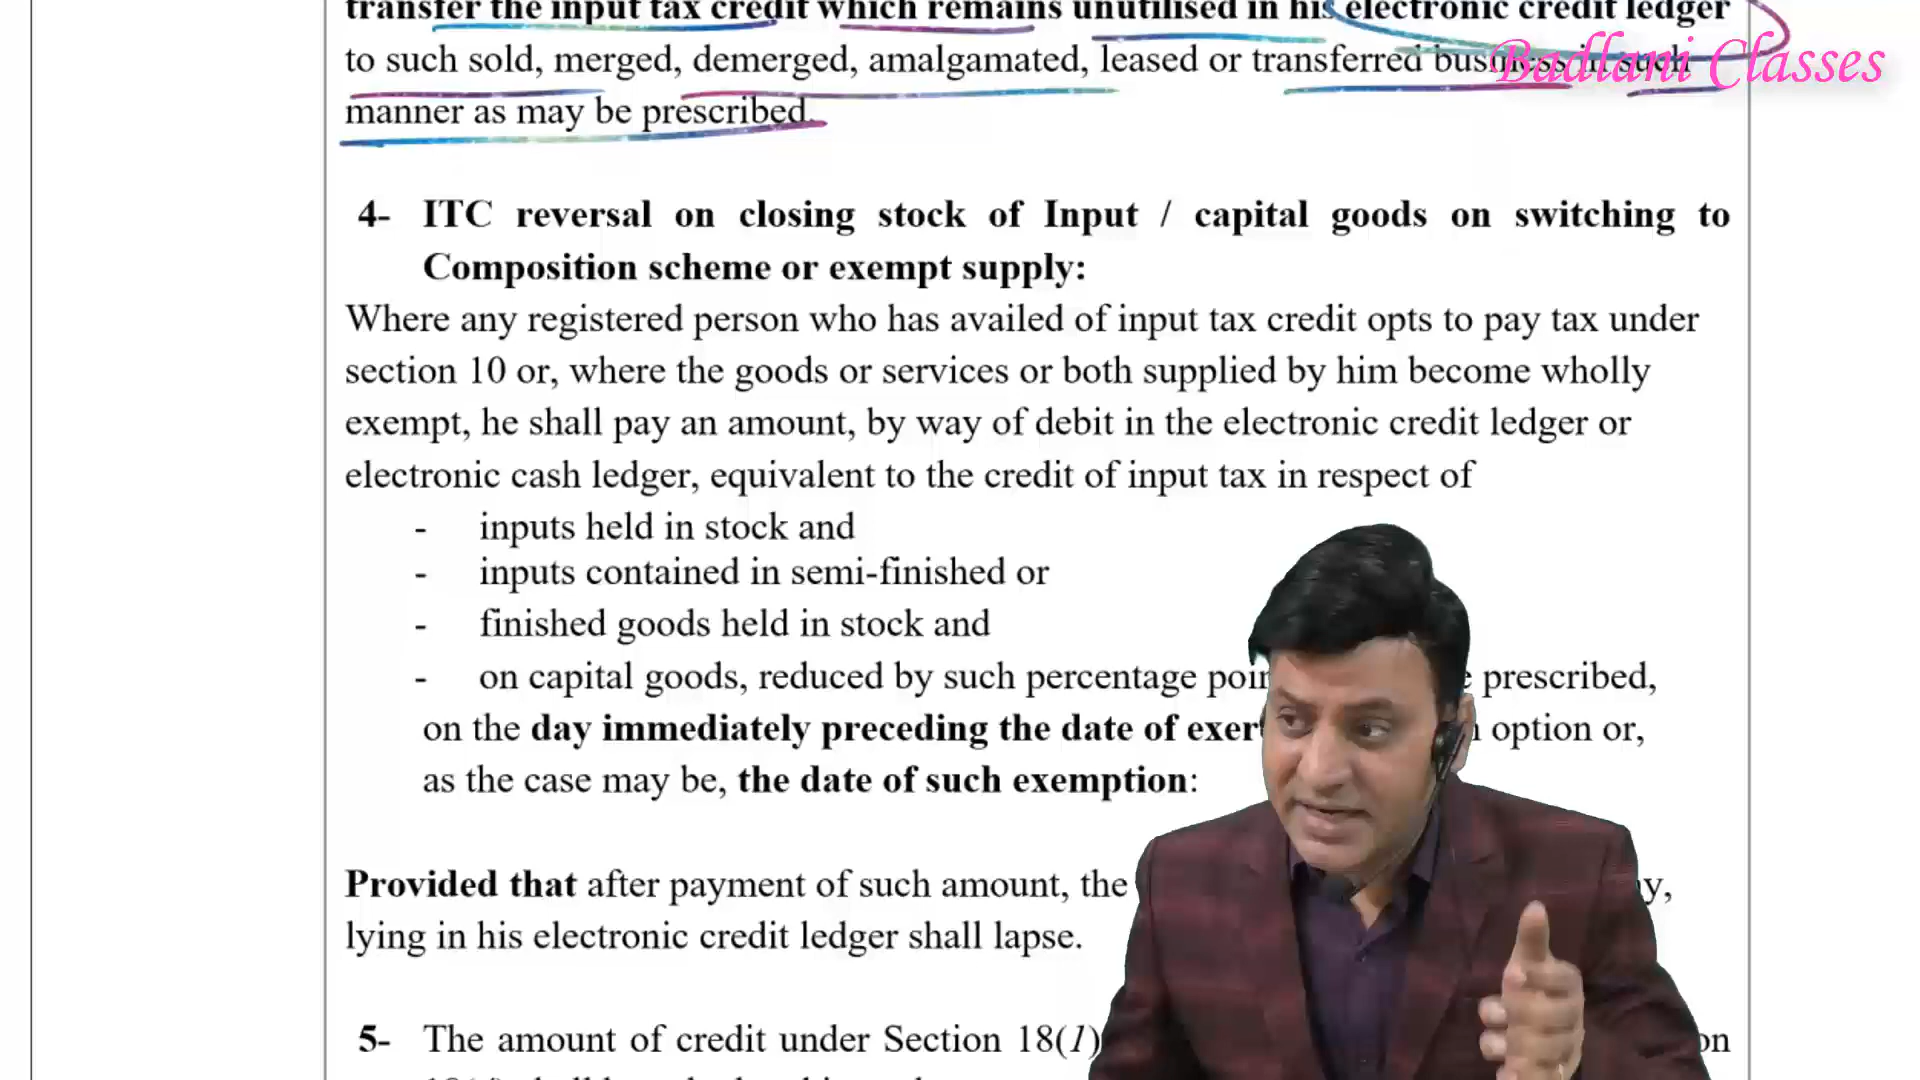 transfer the input tax credit which remains unutilised in his electronic credit ledger
to such sold, merged, demerged, amalgamated, leased or transferred business in such
Badlani Classes
manner as may be prescribed.
4- ITC reversal on closing stock of Input / capital goods on switching to
Composition scheme or exempt supply:
Where any registered person who has availed of input tax credit opts to pay tax under
section 10 or, where the goods or services or both supplied by him become wholly
exempt, he shall pay an amount, by way of debit in the electronic credit ledger or
electronic cash ledger, equivalent to the credit of input tax in respect of
- inputs held in stock and
- inputs contained in semi-finished or
- finished goods held in stock and
- on capital goods, reduced by such percentage prescribed,
on the day immediately preceding the date of option or,
as the case may be, the date of such exemption:
Provided that after payment of such amount, the
lying in his electronic credit ledger shall lapse.
5- The amount of credit under Section 18(1)